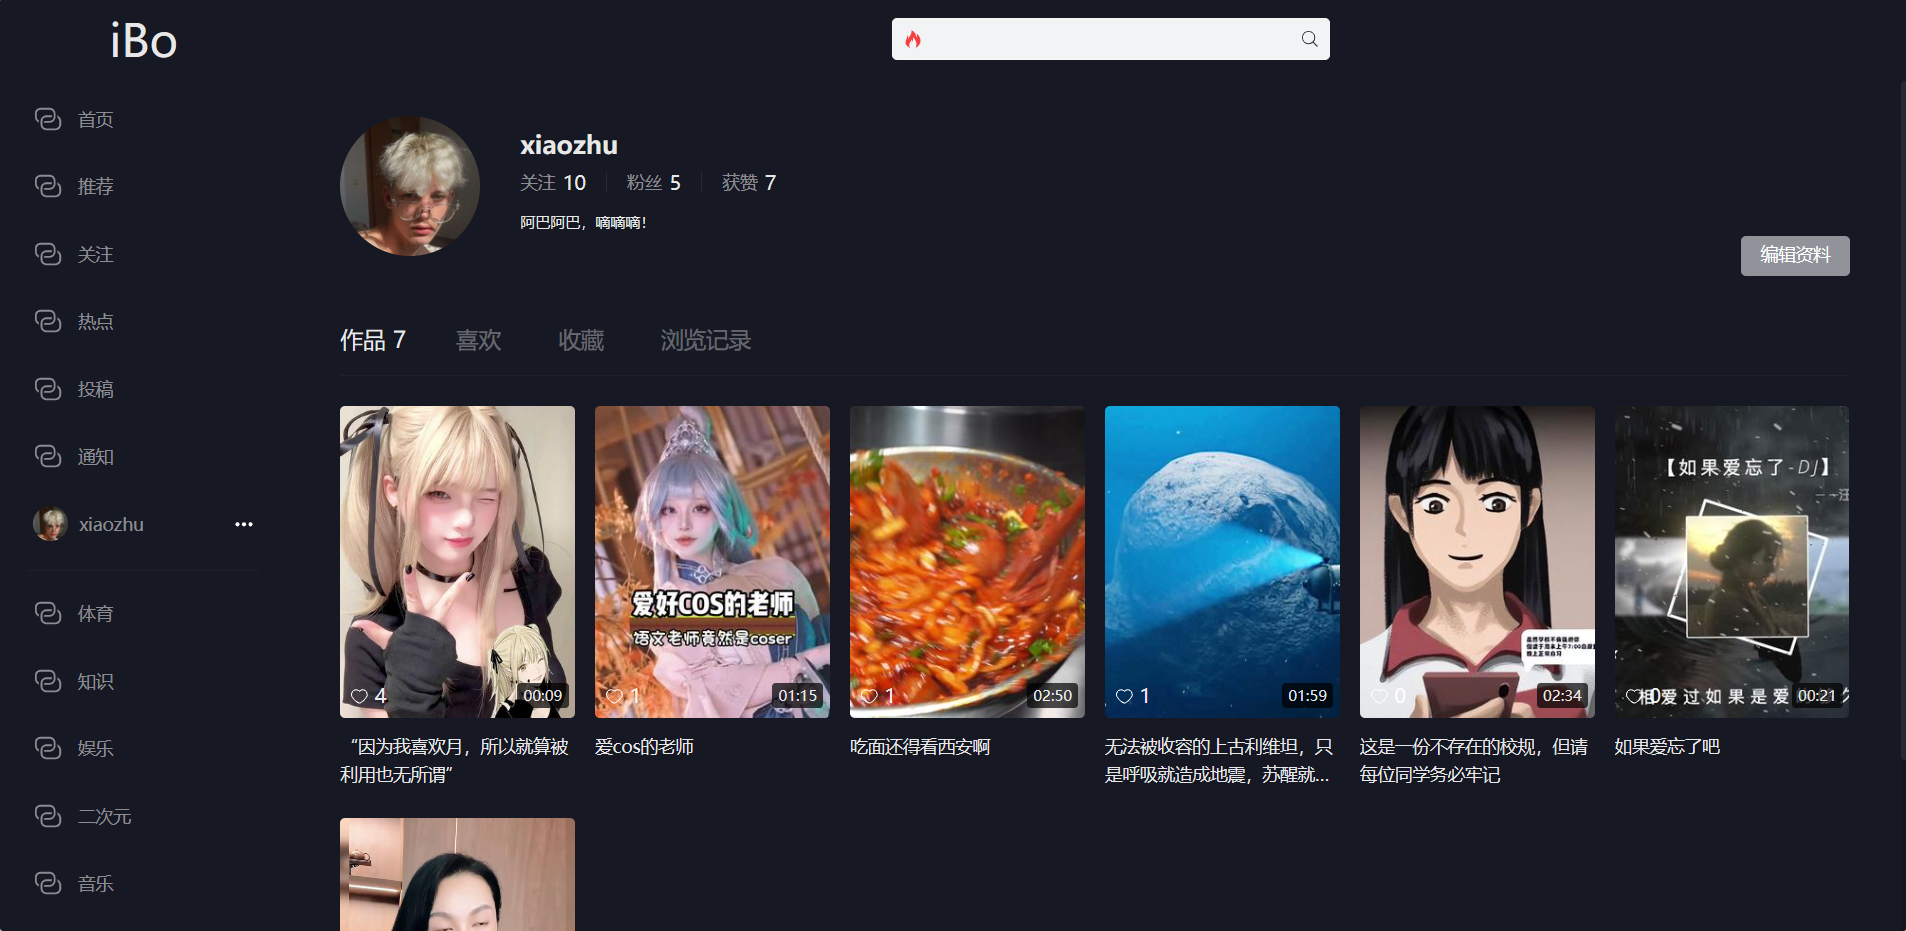 iBo
首页
推荐
关注
热点
投稿
通知
xiaozhu
体育
知识
娱乐
二次元
音乐
xiaozhu
关注 10 粉丝 5 获赞 7
阿巴阿巴，嘀嘀嘀！
编辑资料
作品 7 喜欢 收藏 浏览记录
爱好COS的老师
语文老师竟然是coser
【如果爱忘了-DJ】
相爱过如果是爱
4 00:09
1 01:15
1 02:50
1 01:59
0 02:34
0 00:21
“因为我喜欢月，所以就算被
利用也无所谓”
爱cos的老师
吃面还得看西安啊
无法被收容的上古利维坦，只
是呼吸就造成地震，苏醒就...
这是一份不存在的校规，但请
每位同学务必牢记
如果爱忘了吧